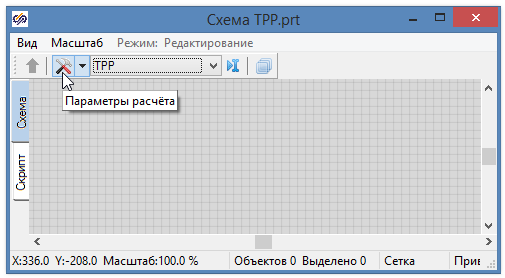 Схема TPP.prt
Вид Масштаб Режим: Редактирование
TPP
Параметры расчёта
Схема
Скрипт
X:336.0 Y:-208.0 Масштаб:100.0 % Объектов 0 Выделено 0 Сетка Прив